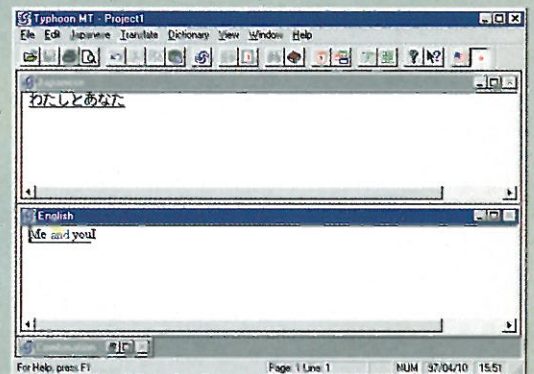 Typhoon MT - Project1
File Edit Japanese Translate Dictionary View Window Help
Japanese
わたしとあなた
English
Me and you
For Help, press F1 Page: 1 Line: 1 NUM 97/04/10 15:51